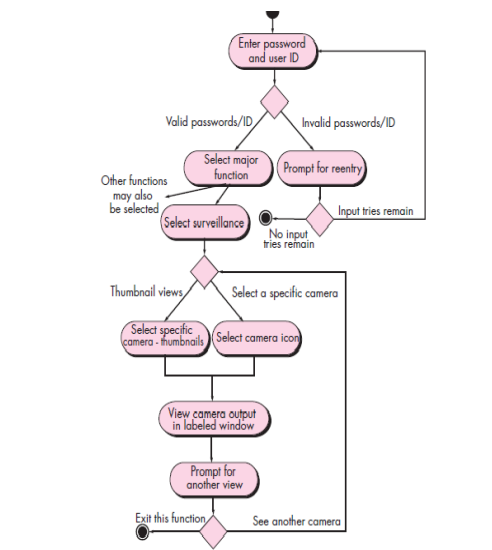 Enter password
and user ID
Valid passwords/ID
Invalid passwords/ID
Select major
function
Prompt for reentry
Other functions
may also
be selected
Input tries remain
Select surveillance
No input
tries remain
Thumbnail views
Select a specific camera
Select specific
camera - thumbnails
Select camera icon
View camera output
in labeled window
Prompt for
another view
Exit this function
See another camera